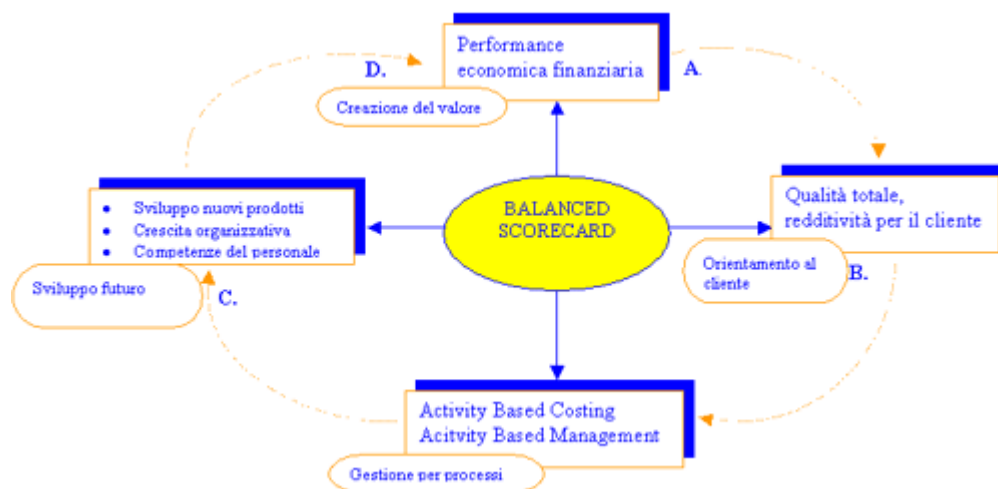 Performance
economica finanziaria
D.
A.
Creazione del valore
• Sviluppo nuovi prodotti
• Crescita organizzativa
• Competenze del personale
BALANCED
SCORECARD
Qualità totale,
redditività per il cliente
Sviluppo futuro
C.
Orientamento al
cliente
B.
Activity Based Costing
Acitvity Based Management
Gestione per processi